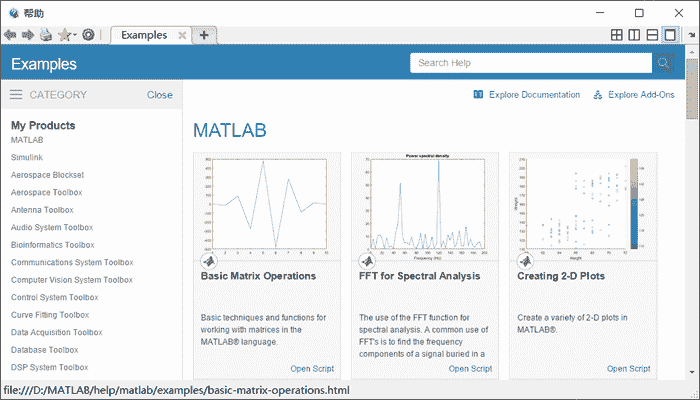 帮助
Examples
Examples
Search Help
CATEGORY
Close
Explore Documentation
Explore Add-Ons
My Products
MATLAB
Simulink
Aerospace Blockset
Aerospace Toolbox
Antenna Toolbox
Audio System Toolbox
Bioinformatics Toolbox
Communications System Toolbox
Computer Vision System Toolbox
Control System Toolbox
Curve Fitting Toolbox
Data Acquisition Toolbox
Database Toolbox
DSP System Toolbox
MATLAB
Basic Matrix Operations
Basic techniques and functions for
working with matrices in the
MATLAB® language.
Open Script
Power spectral density
Frequency (Hz)
FFT for Spectral Analysis
The use of the FFT function for
spectral analysis. A common use of
FFT's is to find the frequency
components of a signal buried in a
Open Script
Weight
Height
Creating 2-D Plots
Create a variety of 2-D plots in
MATLAB®.
Open Script
file:///D:/MATLAB/help/matlab/examples/basic-matrix-operations.html